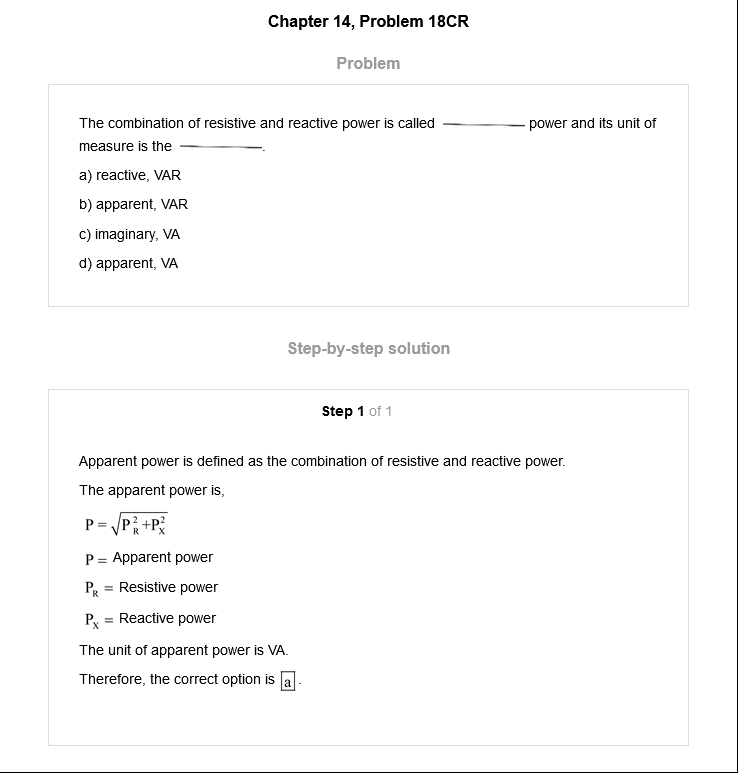 Chapter 14, Problem 18CR
Problem
The combination of resistive and reactive power is called __________ power and its unit of
measure is the __________.
a) reactive, VAR
b) apparent, VAR
c) imaginary, VA
d) apparent, VA
Step-by-step solution
Step 1 of 1
Apparent power is defined as the combination of resistive and reactive power.
The apparent power is,
P = √(P_R^2 + P_X^2)
P = Apparent power
P_R = Resistive power
P_X = Reactive power
The unit of apparent power is VA.
Therefore, the correct option is a.